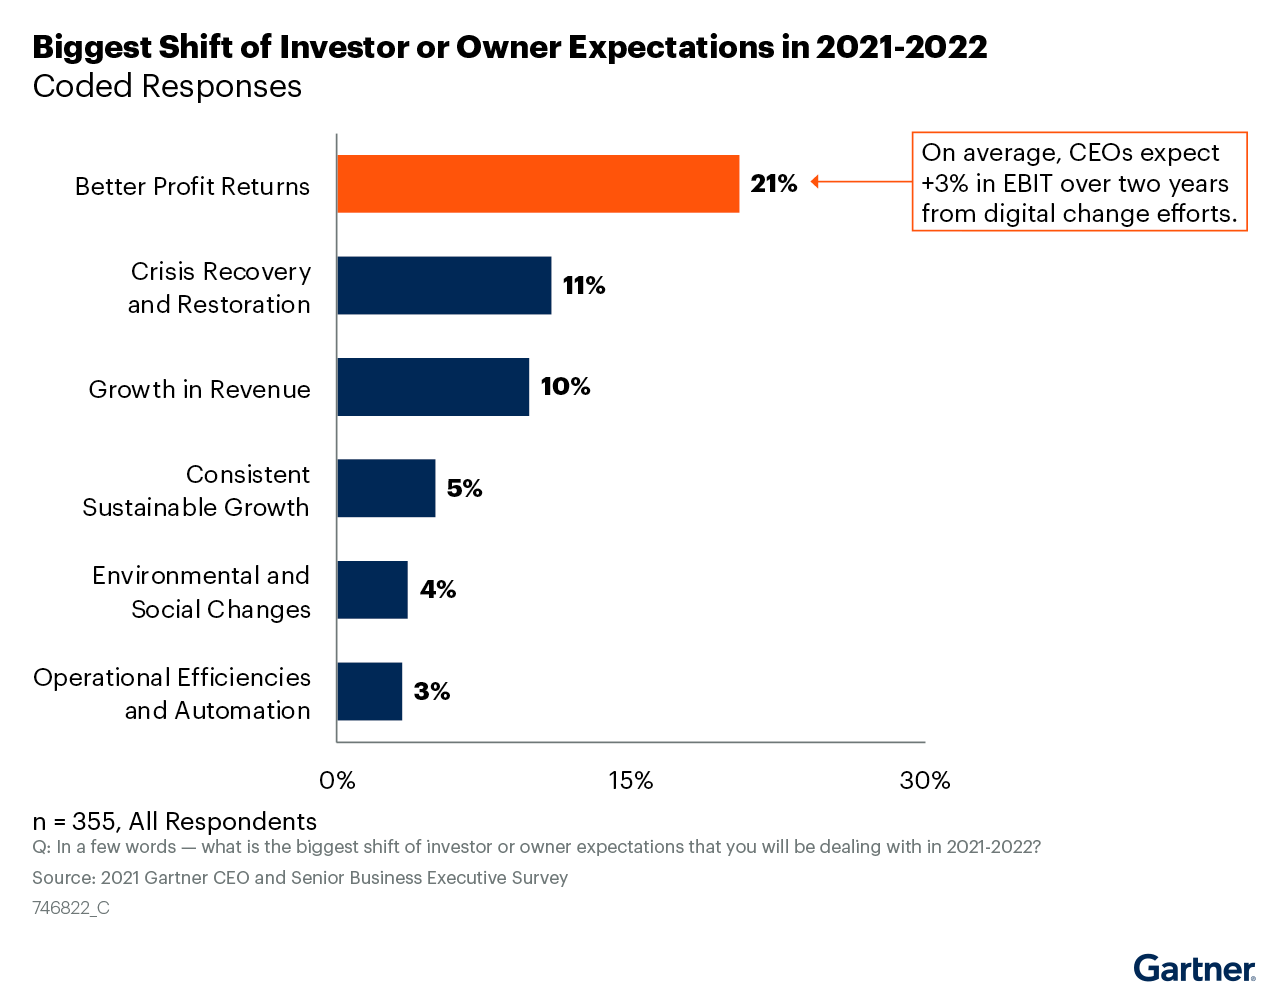 Biggest Shift of Investor or Owner Expectations in 2021-2022
Coded Responses
Better Profit Returns
21%
On average, CEOs expect
+3% in EBIT over two years
from digital change efforts.
Crisis Recovery
and Restoration
11%
Growth in Revenue
10%
Consistent
Sustainable Growth
5%
Environmental and
Social Changes
4%
Operational Efficiencies
and Automation
3%
0%
15%
30%
n = 355, All Respondents
Q: In a few words — what is the biggest shift of investor or owner expectations that you will be dealing with in 2021-2022?
Source: 2021 Gartner CEO and Senior Business Executive Survey
746822_C
Gartner®